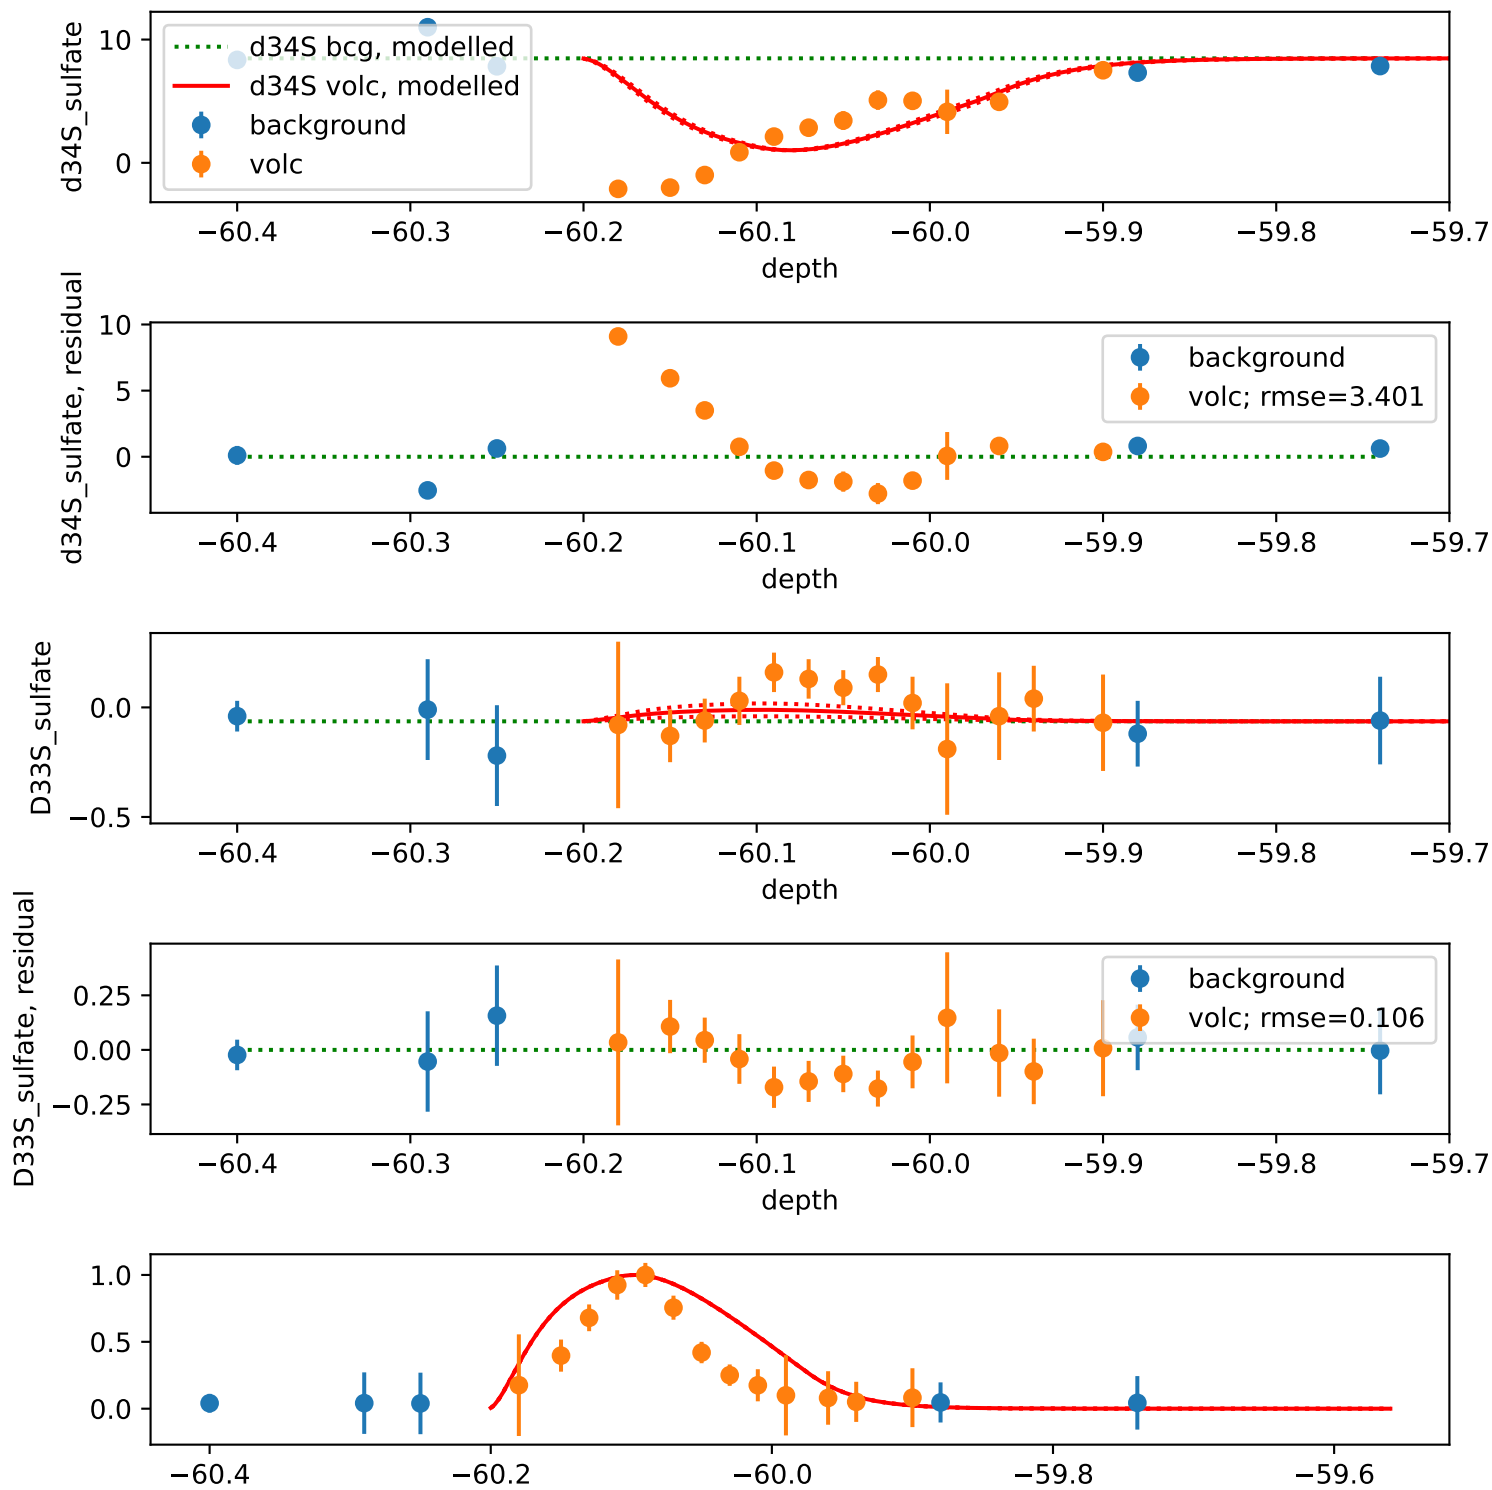 d34S_sulfate
10
0
d34S bcg, modelled
d34S volc, modelled
background
volc
−60.4 −60.3 −60.2 −60.1 −60.0 −59.9 −59.8 −59.7
depth
d34S_sulfate, residual
10
5
0
background
volc; rmse=3.401
−60.4 −60.3 −60.2 −60.1 −60.0 −59.9 −59.8 −59.7
depth
D33S_sulfate
0.0
−0.5
−60.4 −60.3 −60.2 −60.1 −60.0 −59.9 −59.8 −59.7
depth
D33S_sulfate, residual
0.25
0.00
−0.25
background
volc; rmse=0.106
−60.4 −60.3 −60.2 −60.1 −60.0 −59.9 −59.8 −59.7
depth
1.0
0.5
0.0
−60.4 −60.2 −60.0 −59.8 −59.6